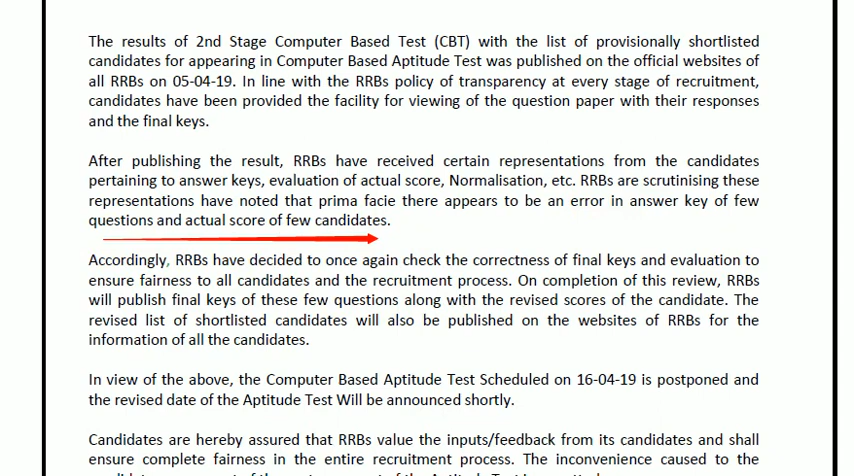 The results of 2nd Stage Computer Based Test (CBT) with the list of provisionally shortlisted
candidates for appearing in Computer Based Aptitude Test was published on the official websites of
all RRBs on 05-04-19. In line with the RRBs policy of transparency at every stage of recruitment,
candidates have been provided the facility for viewing of the question paper with their responses
and the final keys.
After publishing the result, RRBs have received certain representations from the candidates
pertaining to answer keys, evaluation of actual score, Normalisation, etc. RRBs are scrutinising these
representations have noted that prima facie there appears to be an error in answer key of few
questions and actual score of few candidates.
Accordingly, RRBs have decided to once again check the correctness of final keys and evaluation to
ensure fairness to all candidates and the recruitment process. On completion of this review, RRBs
will publish final keys of these few questions along with the revised scores of the candidate. The
revised list of shortlisted candidates will also be published on the websites of RRBs for the
information of all the candidates.
In view of the above, the Computer Based Aptitude Test Scheduled on 16-04-19 is postponed and
the revised date of the Aptitude Test Will be announced shortly.
Candidates are hereby assured that RRBs value the inputs/feedback from its candidates and shall
ensure complete fairness in the entire recruitment process. The inconvenience caused to the